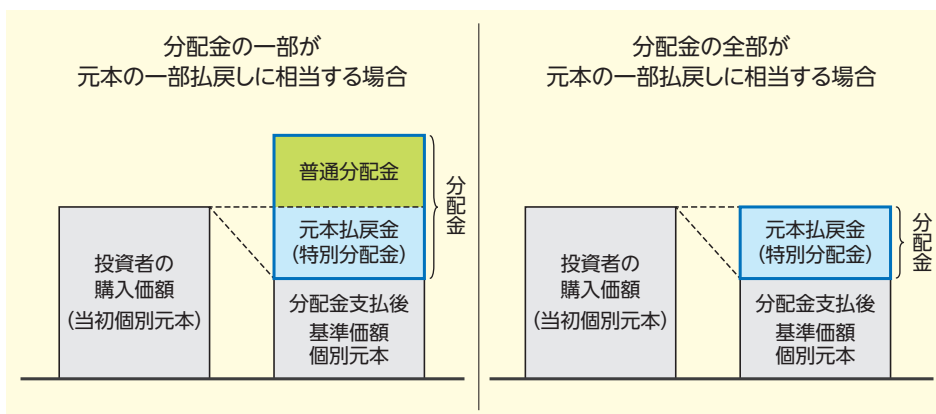 分配金の一部が
元本の一部払戻しに相当する場合
普通分配金
元本払戻金
(特別分配金)
分配金
投資者の
購入価額
(当初個別元本)
分配金支払後
基準価額
個別元本
分配金の全部が
元本の一部払戻しに相当する場合
元本払戻金
(特別分配金)
分配金
投資者の
購入価額
(当初個別元本)
分配金支払後
基準価額
個別元本